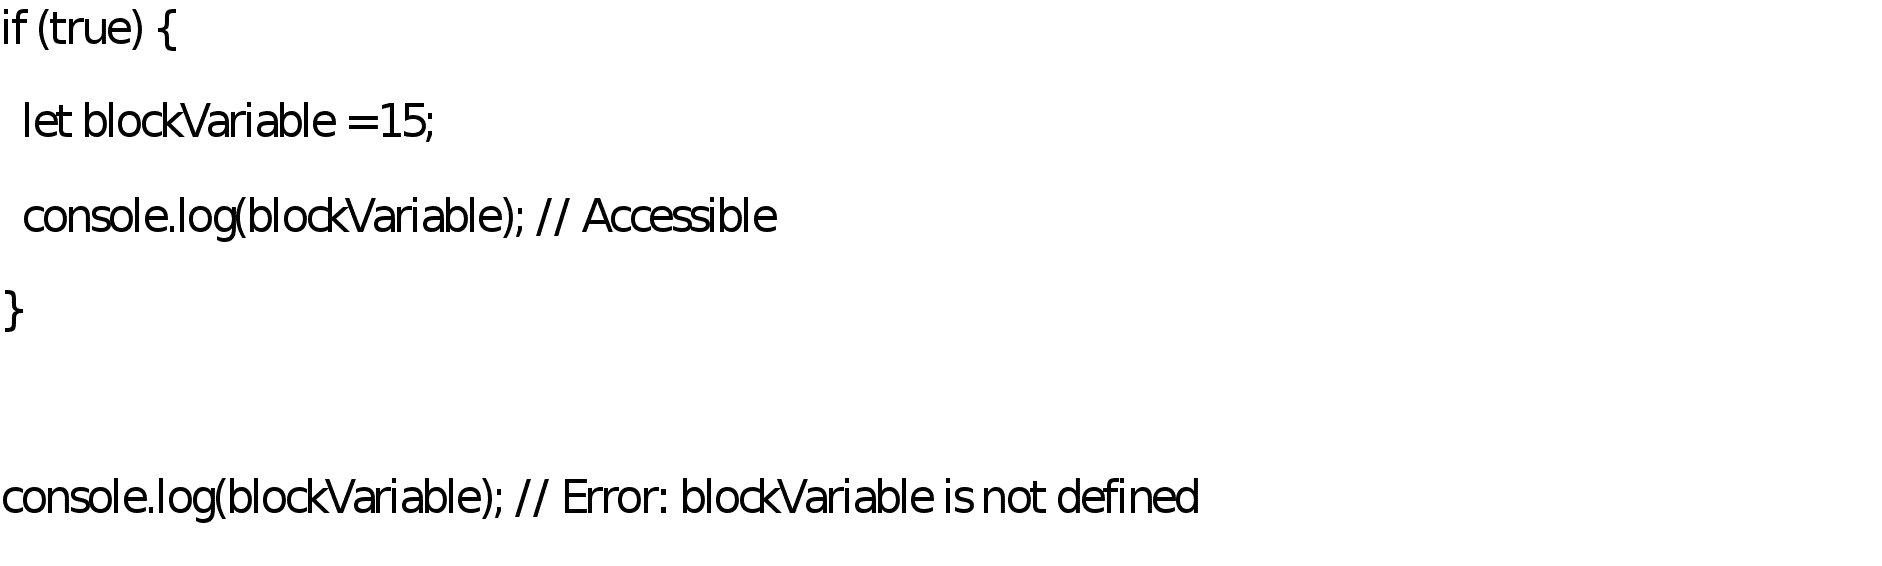 if (true) {
  let blockVariable = 15;
  console.log(blockVariable); // Accessible
}
console.log(blockVariable); // Error: blockVariable is not defined